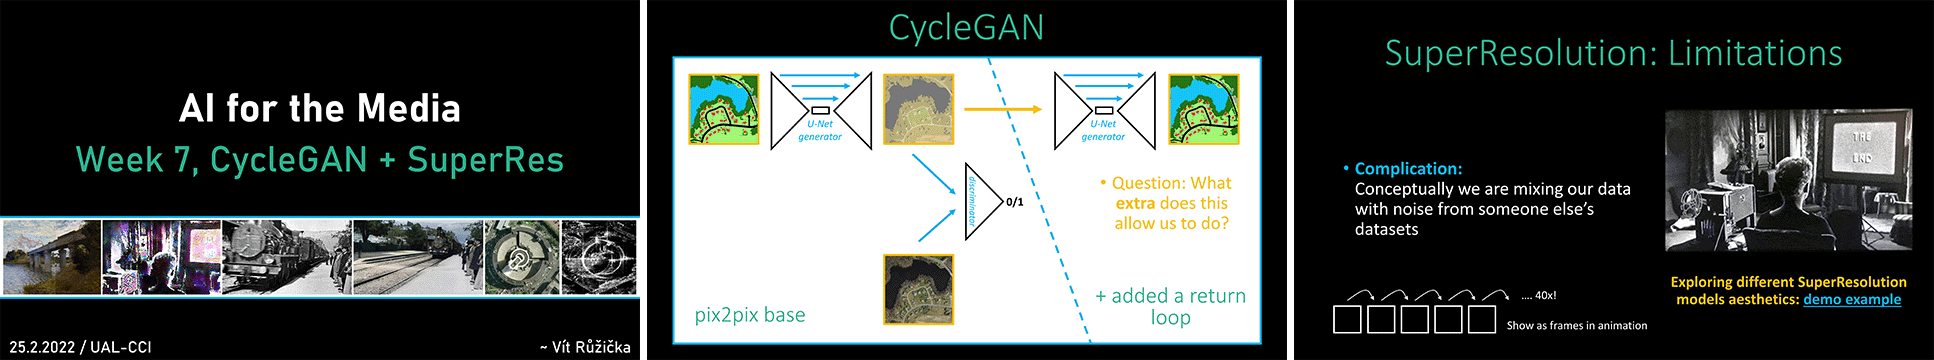 AI for the Media
Week 7, CycleGAN + SuperRes
25.2.2022 / UAL-CCI
~ Vít Růžička
CycleGAN
U-Net
generator
U-Net
generator
discriminator
0/1
• Question: What
extra does this
allow us to do?
pix2pix base
+ added a return
loop
SuperResolution: Limitations
THE
END
• Complication:
Conceptually we are mixing our data
with noise from someone else's
datasets
Exploring different SuperResolution
models aesthetics: demo example
.... 40x!
Show as frames in animation